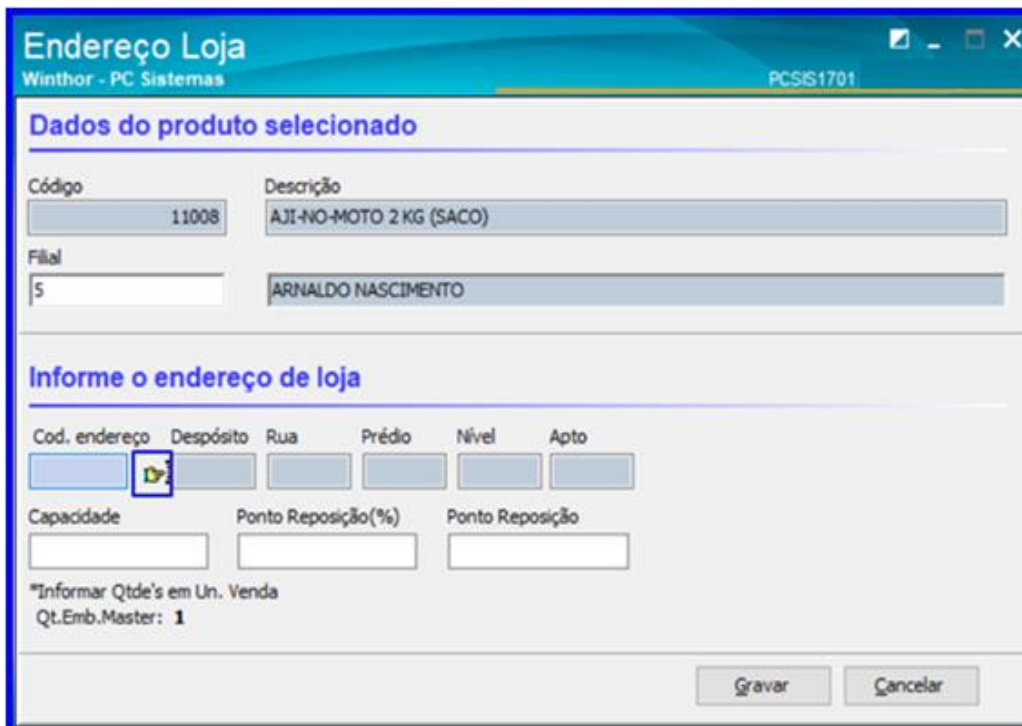 Endereço Loja
Winthor - PC Sistemas
PCSIS1701
Dados do produto selecionado
Código Descrição
11008 AJI-NO-MOTO 2 KG (SACO)
Filial
5 ARNALDO NASCIMENTO
Informe o endereço de loja
Cod. endereço Despósito Rua Prédio Nível Apto
Capacidade Ponto Reposição(%) Ponto Reposição
*Informar Qtde's em Un. Venda
Qt.Emb.Master: 1
Gravar Cancelar